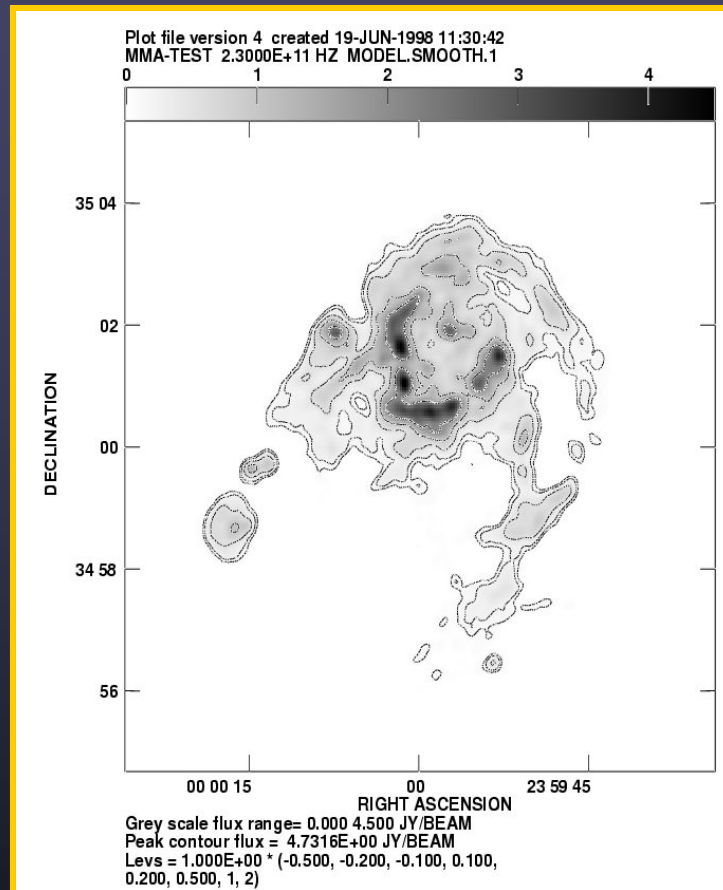 Plot file version 4 created 19-JUN-1998 11:30:42
MMA-TEST 2.3000E+11 HZ MODEL.SMOOTH.1
0 1 2 3 4
35 04
02
00
34 58
56
DECLINATION
00 00 15 00 23 59 45
RIGHT ASCENSION
Grey scale flux range= 0.000 4.500 JY/BEAM
Peak contour flux = 4.7316E+00 JY/BEAM
Levs = 1.000E+00 * (-0.500, -0.200, -0.100, 0.100,
0.200, 0.500, 1, 2)